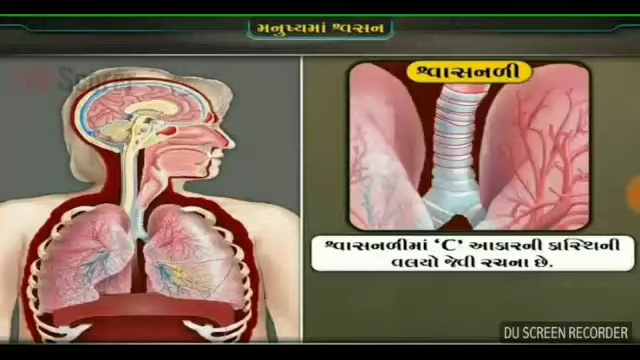 મનુષ્યમાં શ્વસન
શ્વાસનળી
શ્વાસનળીમાં ‘C’ આકારની કાસ્થિની
વલયો જેવી રચના છે.
DU SCREEN RECORDER